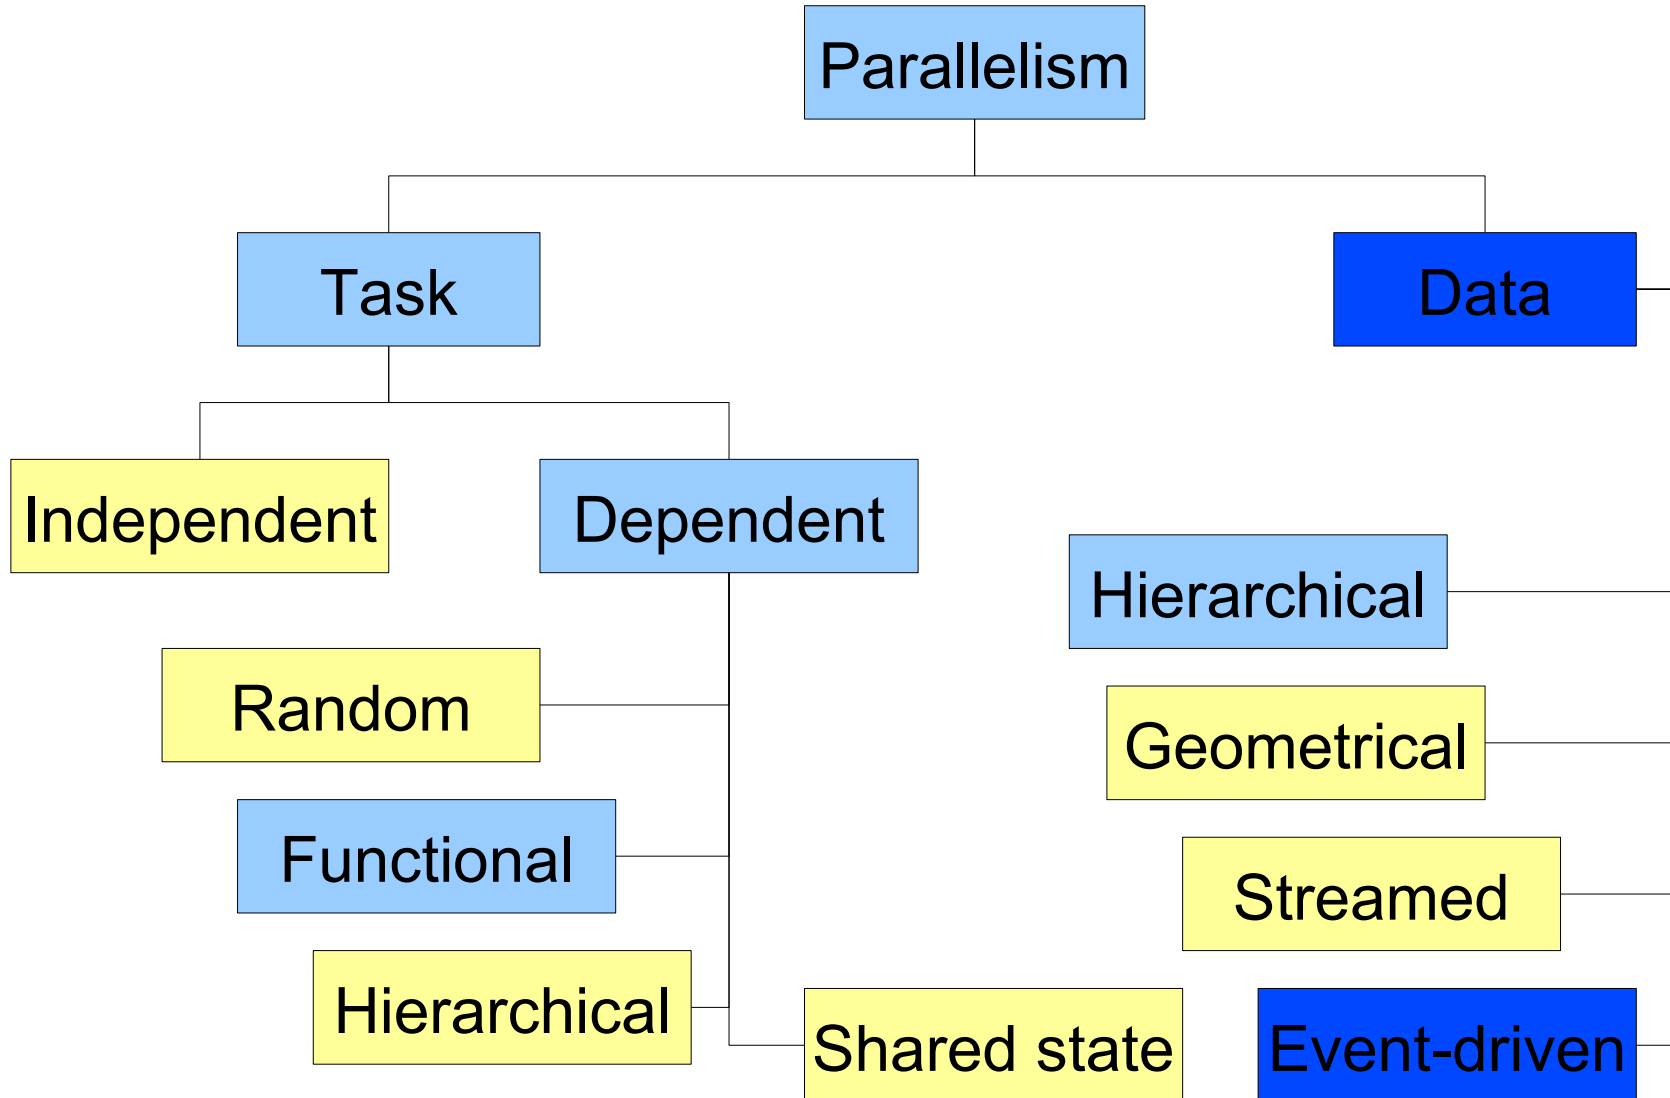 Parallelism
Task
Data
Independent
Dependent
Hierarchical
Random
Geometrical
Functional
Streamed
Hierarchical
Shared state
Event-driven